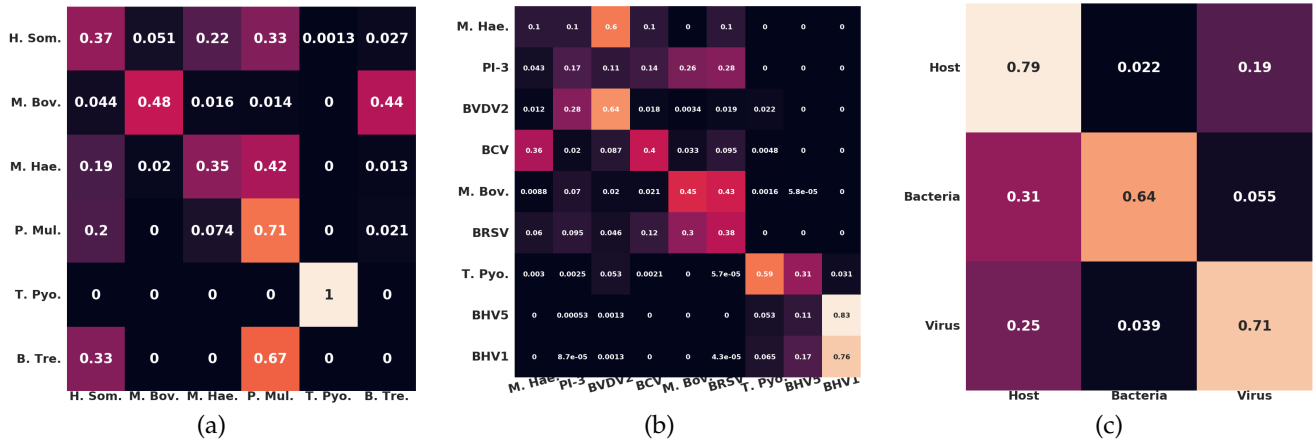 H. Som. 0.37 0.051 0.22 0.33 0.0013 0.027
M. Bov. 0.044 0.48 0.016 0.014 0 0.44
M. Hae. 0.19 0.02 0.35 0.42 0 0.013
P. Mul. 0.2 0 0.074 0.71 0 0.021
T. Pyo. 0 0 0 0 1 0
B. Tre. 0.33 0 0 0.67 0 0
H. Som. M. Bov. M. Hae. P. Mul. T. Pyo. B. Tre.
(a)
M. Hae. 0.1 0.1 0.6 0.1 0 0.1 0 0 0
PI-3 0.043 0.17 0.11 0.14 0.26 0.28 0 0 0
BVDV2 0.012 0.28 0.64 0.018 0.0034 0.019 0.022 0 0
BCV 0.36 0.02 0.087 0.4 0.033 0.095 0.0048 0 0
M. Bov. 0.0088 0.07 0.02 0.021 0.45 0.43 0.0016 5.8e-05 0
BRSV 0.06 0.095 0.046 0.12 0.3 0.38 0 0 0
T. Pyo. 0.003 0.0025 0.053 0.0021 0 5.7e-05 0.59 0.31 0.031
BHV5 0 0.00053 0.0013 0 0 0 0.053 0.11 0.83
BHV1 0 8.7e-05 0.0013 0 0 4.3e-05 0.065 0.17 0.76
M. Hae. PI-3 BVDV2 BCV M. Bov. BRSV T. Pyo. BHV5 BHV1
(b)
Host 0.79 0.022 0.19
Bacteria 0.31 0.64 0.055
Virus 0.25 0.039 0.71
Host Bacteria Virus
(c)